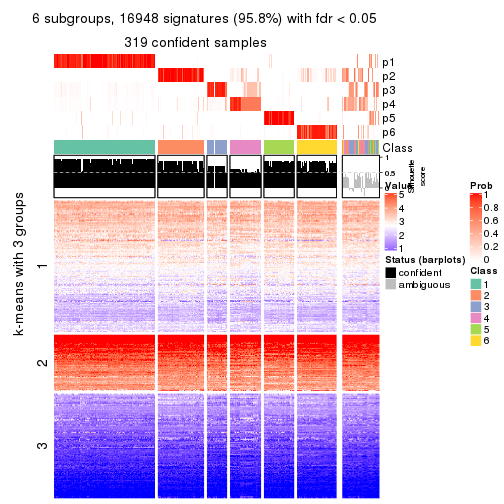 6 subgroups, 16948 signatures (95.8%) with fdr < 0.05
319 confident samples
p1
p2
p3
p4
p5
p6
Class
1
0.5
0
Silhouette
score
k-means with 3 groups
1
2
3
Value
5
4
3
2
1
Status (barplots)
confident
ambiguous
Prob
1
0.8
0.6
0.4
0.2
0
Class
1
2
3
4
5
6